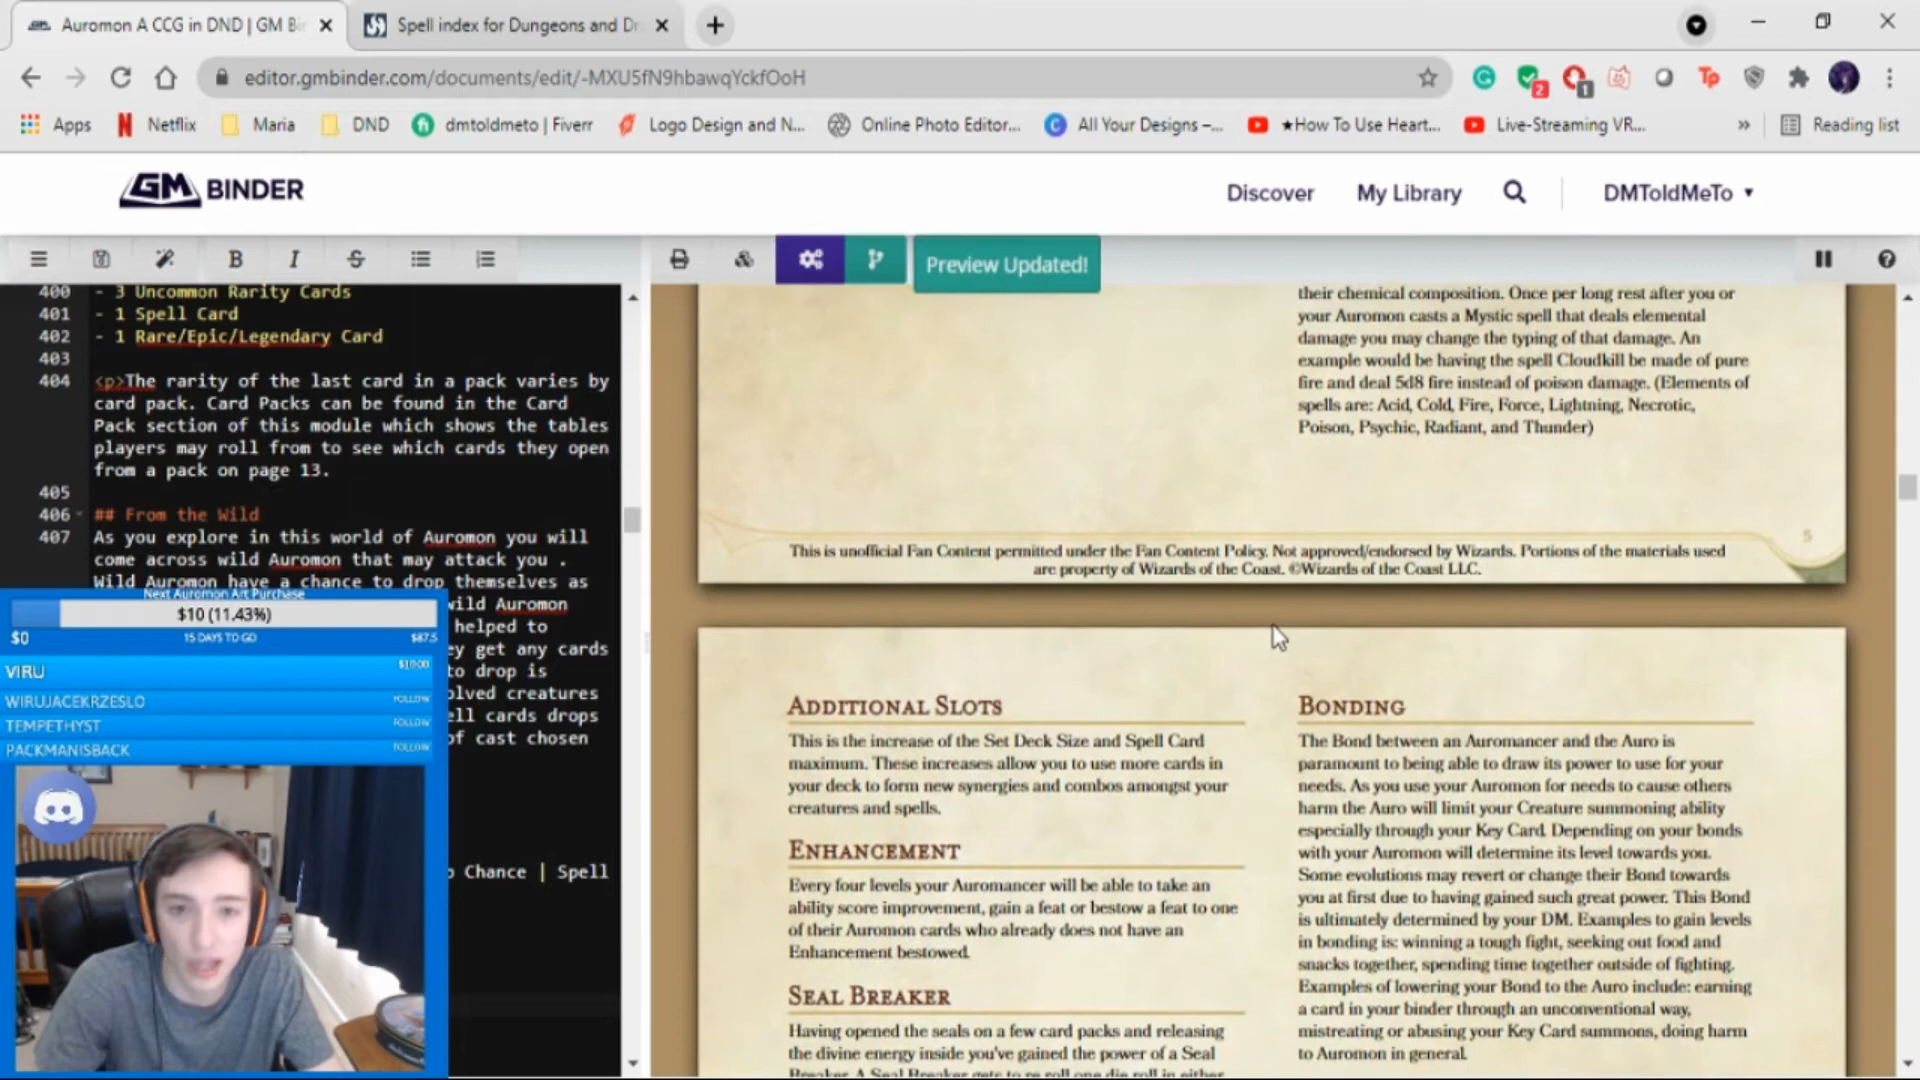 Auromon A CCG in DND | GM Bi
Spell index for Dungeons and Dr
editor.gmbinder.com/documents/edit/-MXU5fN9hbawqYckfOoH
2
1
Tp
Apps
Netflix
Maria
DND
dmtoldmeto | Fiverr
Logo Design and N...
Online Photo Editor...
All Your Designs –...
★How To Use Heart...
Live-Streaming VR...
»
Reading list
GM BINDER
Discover
My Library
DMToldMeTo
B
I
S
Preview Updated!
400 - 3 Uncommon Rarity Cards
401 - 1 Spell Card
402 - 1 Rare/Epic/Legendary Card
403
404 <p>The rarity of the last card in a pack varies by
card pack. Card Packs can be found in the Card
Pack section of this module which shows the tables
players may roll from to see which cards they open
from a pack on page 13.
405
406 ## From the Wild
407 As you explore in this world of Auromon you will
come across wild Auromon that may attack you .
Wild Auromon have a chance to drop themselves as
wild Auromon
helped to
ey get any cards
to drop is
olved creatures
ell cards drops
of cast chosen
Chance | Spell
Next Auromon Art Purchase
$10 (11.43%)
$0
15 DAYS TO GO
$87.5
VIRU
$10.00
WIRUJACEKRZESLO
FOLLOW
TEMPETHYST
FOLLOW
PACKMANISBACK
FOLLOW
their chemical composition. Once per long rest after you or
your Auromon casts a Mystic spell that deals elemental
damage you may change the typing of that damage. An
example would be having the spell Cloudkill be made of pure
fire and deal 5d8 fire instead of poison damage. (Elements of
spells are: Acid, Cold, Fire, Force, Lightning, Necrotic,
Poison, Psychic, Radiant, and Thunder)
5
This is unofficial Fan Content permitted under the Fan Content Policy. Not approved/endorsed by Wizards. Portions of the materials used
are property of Wizards of the Coast. ©Wizards of the Coast LLC.
Additional Slots
This is the increase of the Set Deck Size and Spell Card
maximum. These increases allow you to use more cards in
your deck to form new synergies and combos amongst your
creatures and spells.
Enhancement
Every four levels your Auromancer will be able to take an
ability score improvement, gain a feat or bestow a feat to one
of their Auromon cards who already does not have an
Enhancement bestowed.
Seal Breaker
Having opened the seals on a few card packs and releasing
the divine energy inside you've gained the power of a Seal
Breaker. A Seal Breaker gets to re roll one die roll in either
Bonding
The Bond between an Auromancer and the Auro is
paramount to being able to draw its power to use for your
needs. As you use your Auromon for needs to cause others
harm the Auro will limit your Creature summoning ability
especially through your Key Card. Depending on your bonds
with your Auromon will determine its level towards you.
Some evolutions may revert or change their Bond towards
you at first due to having gained such great power. This Bond
is ultimately determined by your DM. Examples to gain levels
in bonding is: winning a tough fight, seeking out food and
snacks together, spending time together outside of fighting.
Examples of lowering your Bond to the Auro include: earning
a card in your binder through an unconventional way,
mistreating or abusing your Key Card summons, doing harm
to Auromon in general.